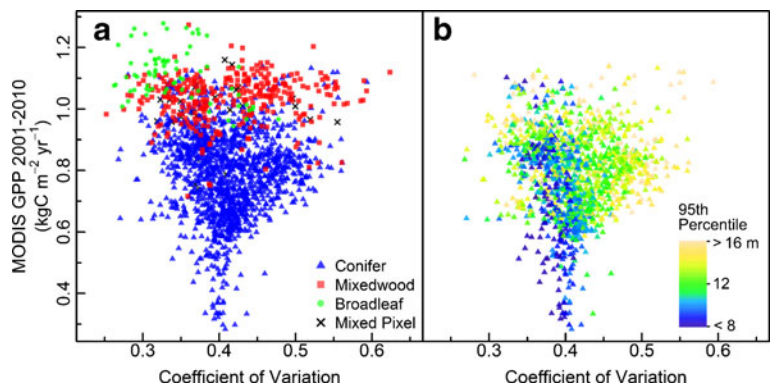 a
b
MODIS GPP 2001-2010
(kgC m⁻² yr⁻¹)
1.2
1.0
0.8
0.6
0.4
Conifer
Mixedwood
Broadleaf
Mixed Pixel
95th
Percentile
> 16 m
12
< 8
0.3 0.4 0.5 0.6
0.3 0.4 0.5 0.6
Coefficient of Variation
Coefficient of Variation